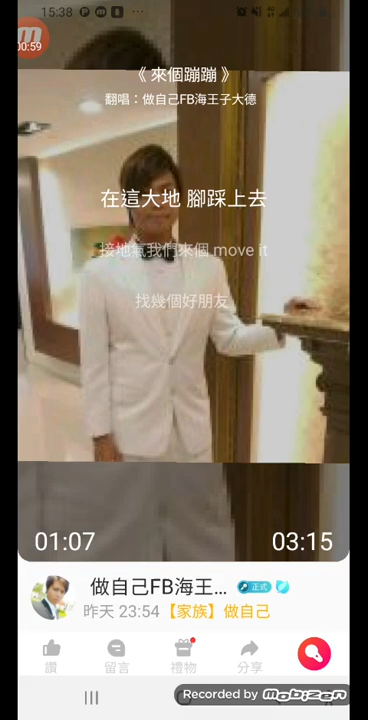 15:38
00:59
《 來個蹦蹦 》
翻唱：做自己FB海王子大德
在這大地 腳踩上去
接地氣我們來個 move it
找幾個好朋友
01:07
03:15
做自己FB海王... 正式
昨天 23:54【家族】做自己
讚
留言
禮物
分享
Recorded by mobizen